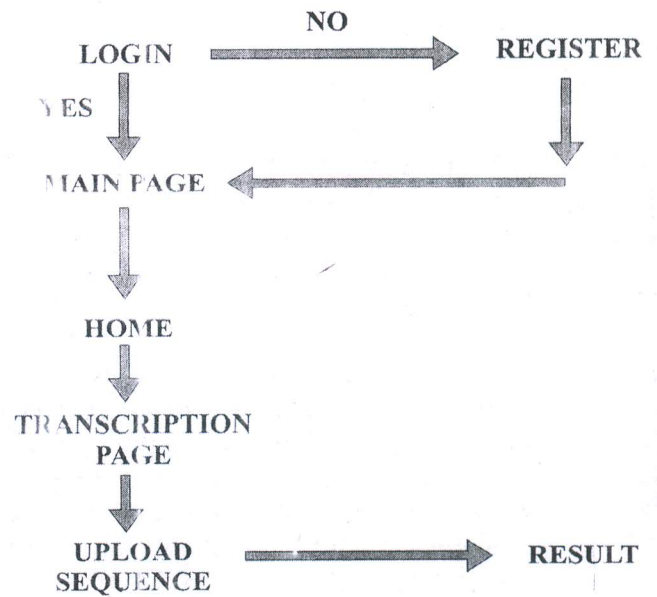 NO
LOGIN
REGISTER
YES
MAIN PAGE
HOME
TRANSCRIPTION
PAGE
UPLOAD
SEQUENCE
RESULT